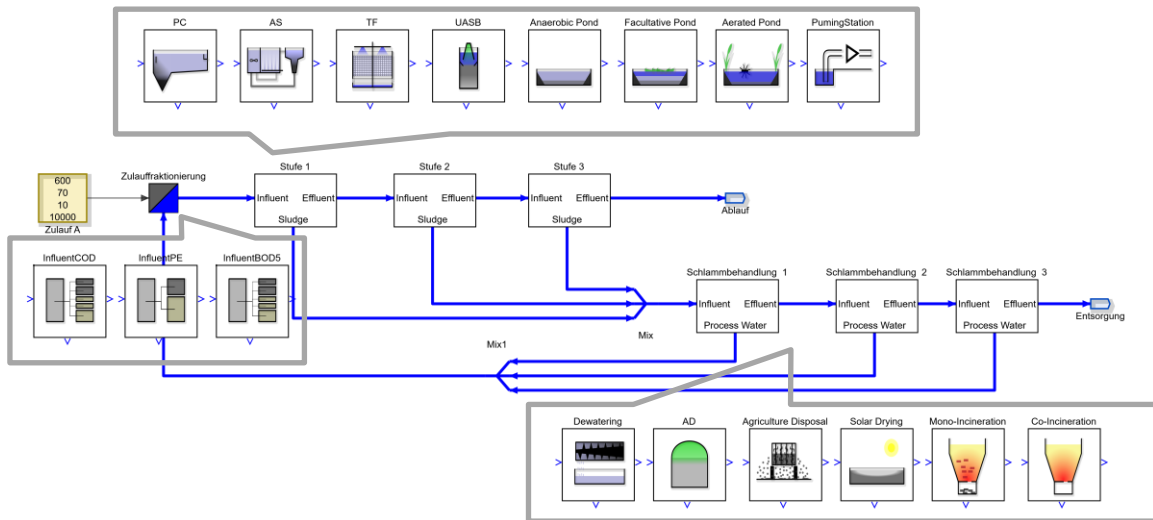 PC
AS
TF
UASB
Anaerobic Pond
Facultative Pond
Aerated Pond
PumingStation
Stufe 1
Stufe 2
Stufe 3
Zulauffraktionierung
600
70
10
10000
Zulauf A
Influent Effluent
Sludge
Influent Effluent
Sludge
Influent Effluent
Sludge
Ablauf
InfluentCOD
InfluentPE
InfluentBOD5
Schlammbehandlung 1
Schlammbehandlung 2
Schlammbehandlung 3
Influent Effluent
Process Water
Influent Effluent
Process Water
Influent Effluent
Process Water
Entsorgung
Mix
Mix1
Dewatering
AD
Agriculture Disposal
Solar Drying
Mono-Incineration
Co-Incineration